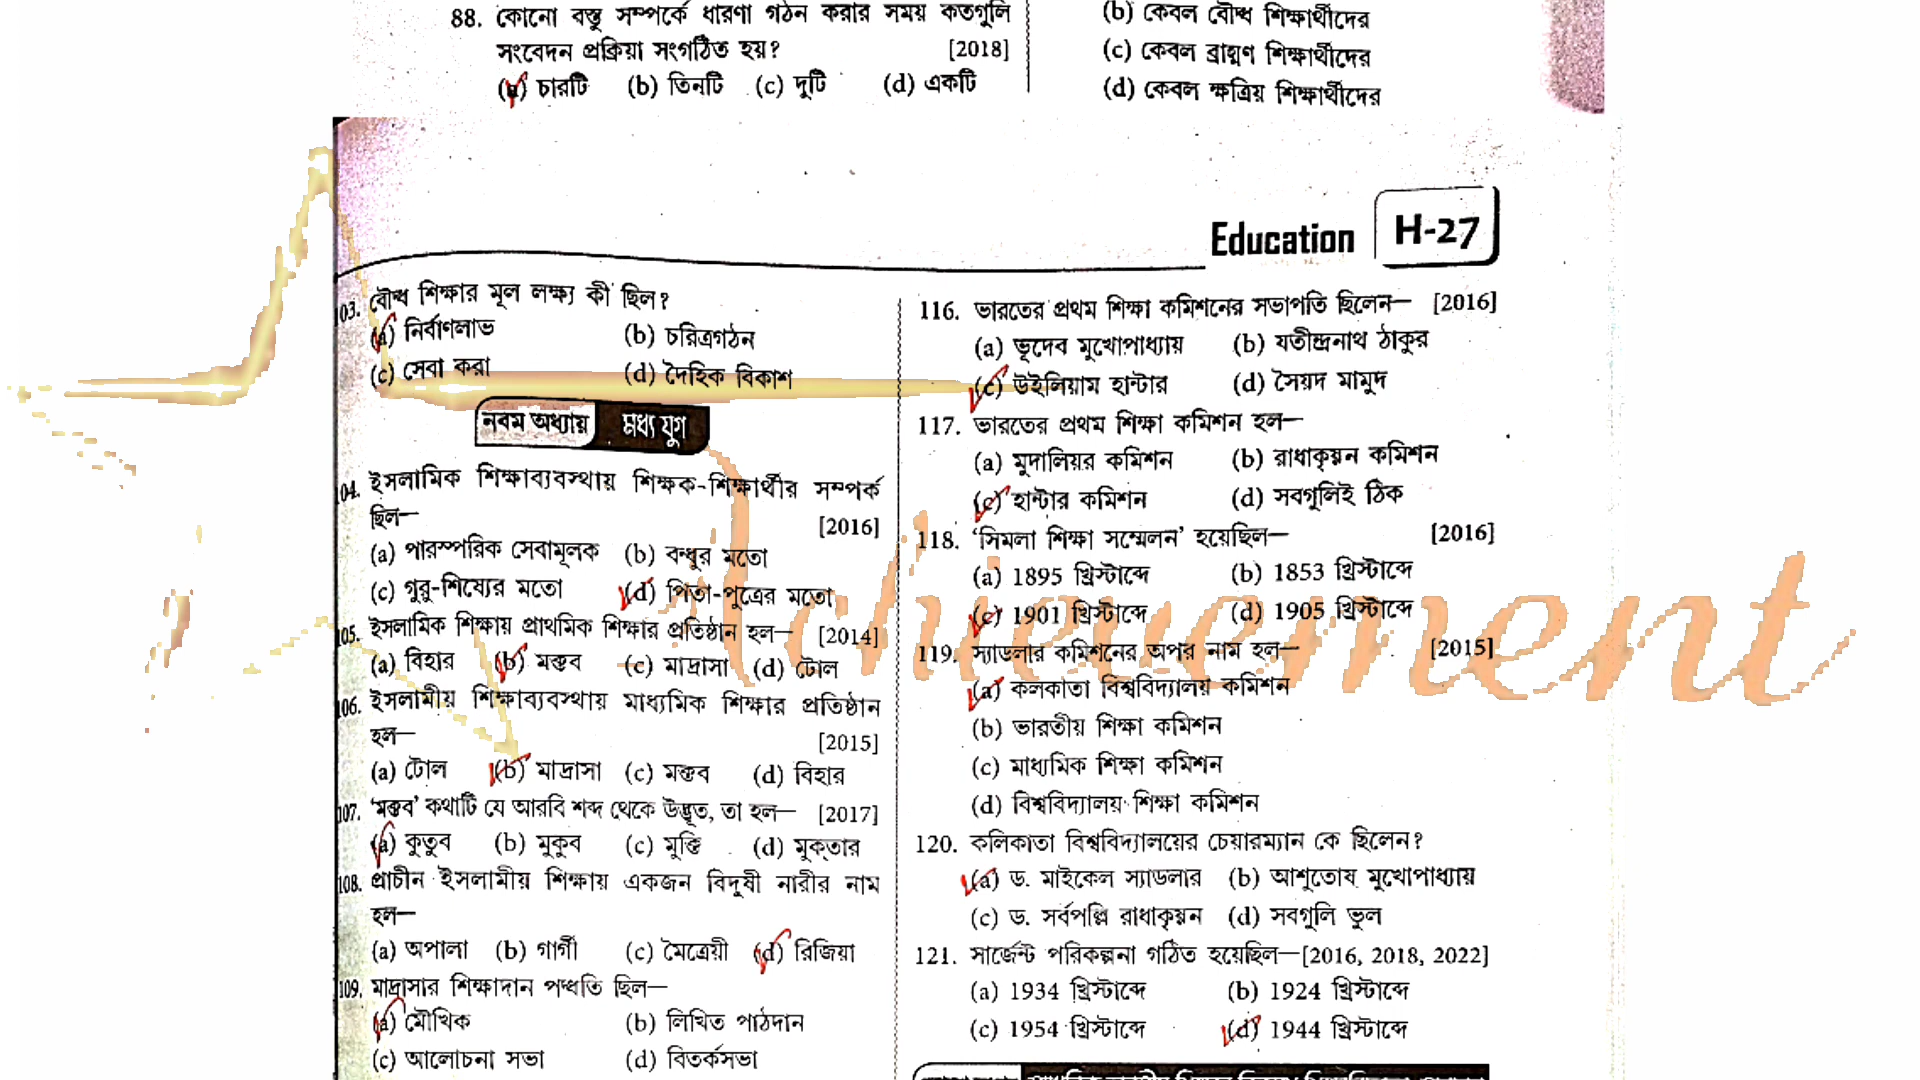 88. কোনো বস্তু সম্পর্কে ধারণা গঠন করার সময় কতগুলি
সংবেদন প্রক্রিয়া সংগঠিত হয়? [2018]
(a) চারটি (b) তিনটি (c) দুটি (d) একটি
(b) কেবল বৌদ্ধ শিক্ষার্থীদের
(c) কেবল ব্রাহ্মণ শিক্ষার্থীদের
(d) কেবল ক্ষত্রিয় শিক্ষার্থীদের
Education H-27
103. বৌদ্ধ শিক্ষার মূল লক্ষ্য কী ছিল?
(a) নির্বাণলাভ (b) চরিত্রগঠন
(c) সেবা করা (d) দৈহিক বিকাশ
নবম অধ্যায় মধ্য যুগ
104. ইসলামিক শিক্ষাব্যবস্থায় শিক্ষক-শিক্ষার্থীর সম্পর্ক
ছিল— [2016]
(a) পারস্পরিক সেবামূলক (b) বন্ধুর মতো
(c) গুরু-শিষ্যের মতো (d) পিতা-পুত্রের মতো
105. ইসলামিক শিক্ষায় প্রাথমিক শিক্ষার প্রতিষ্ঠান হল— [2014]
(a) বিহার (b) মক্তব (c) মাদ্রাসা (d) টোল
106. ইসলামীয় শিক্ষাব্যবস্থায় মাধ্যমিক শিক্ষার প্রতিষ্ঠান
হল— [2015]
(a) টোল (b) মাদ্রাসা (c) মক্তব (d) বিহার
107. ‘মক্তব’ কথাটি যে আরবি শব্দ থেকে উদ্ভূত, তা হল— [2017]
(a) কুতুব (b) মুকুব (c) মুক্তি (d) মুক্‌তার
108. প্রাচীন ইসলামীয় শিক্ষায় একজন বিদুষী নারীর নাম
হল—
(a) অপালা (b) গার্গী (c) মৈত্রেয়ী (d) রিজিয়া
109. মাদ্রাসার শিক্ষাদান পদ্ধতি ছিল—
(a) মৌখিক (b) লিখিত পাঠদান
(c) আলোচনা সভা (d) বিতর্কসভা
116. ভারতের প্রথম শিক্ষা কমিশনের সভাপতি ছিলেন— [2016]
(a) ভূদেব মুখোপাধ্যায় (b) যতীন্দ্রনাথ ঠাকুর
(c) উইলিয়াম হান্টার (d) সৈয়দ মামুদ
117. ভারতের প্রথম শিক্ষা কমিশন হল—
(a) মুদালিয়র কমিশন (b) রাধাকৃষ্ণন কমিশন
(c) হান্টার কমিশন (d) সবগুলিই ঠিক
118. ‘সিমলা শিক্ষা সম্মেলন’ হয়েছিল— [2016]
(a) 1895 খ্রিস্টাব্দে (b) 1853 খ্রিস্টাব্দে
(c) 1901 খ্রিস্টাব্দে (d) 1905 খ্রিস্টাব্দে
119. স্যাডলার কমিশনের অপর নাম হল— [2015]
(a) কলকাতা বিশ্ববিদ্যালয় কমিশন
(b) ভারতীয় শিক্ষা কমিশন
(c) মাধ্যমিক শিক্ষা কমিশন
(d) বিশ্ববিদ্যালয় শিক্ষা কমিশন
120. কলিকাতা বিশ্ববিদ্যালয়ের চেয়ারম্যান কে ছিলেন?
(a) ড. মাইকেল স্যাডলার (b) আশুতোষ মুখোপাধ্যায়
(c) ড. সর্বপল্লি রাধাকৃষ্ণন (d) সবগুলি ভুল
121. সার্জেন্ট পরিকল্পনা গঠিত হয়েছিল—[2016, 2018, 2022]
(a) 1934 খ্রিস্টাব্দে (b) 1924 খ্রিস্টাব্দে
(c) 1954 খ্রিস্টাব্দে (d) 1944 খ্রিস্টাব্দে
Achievement